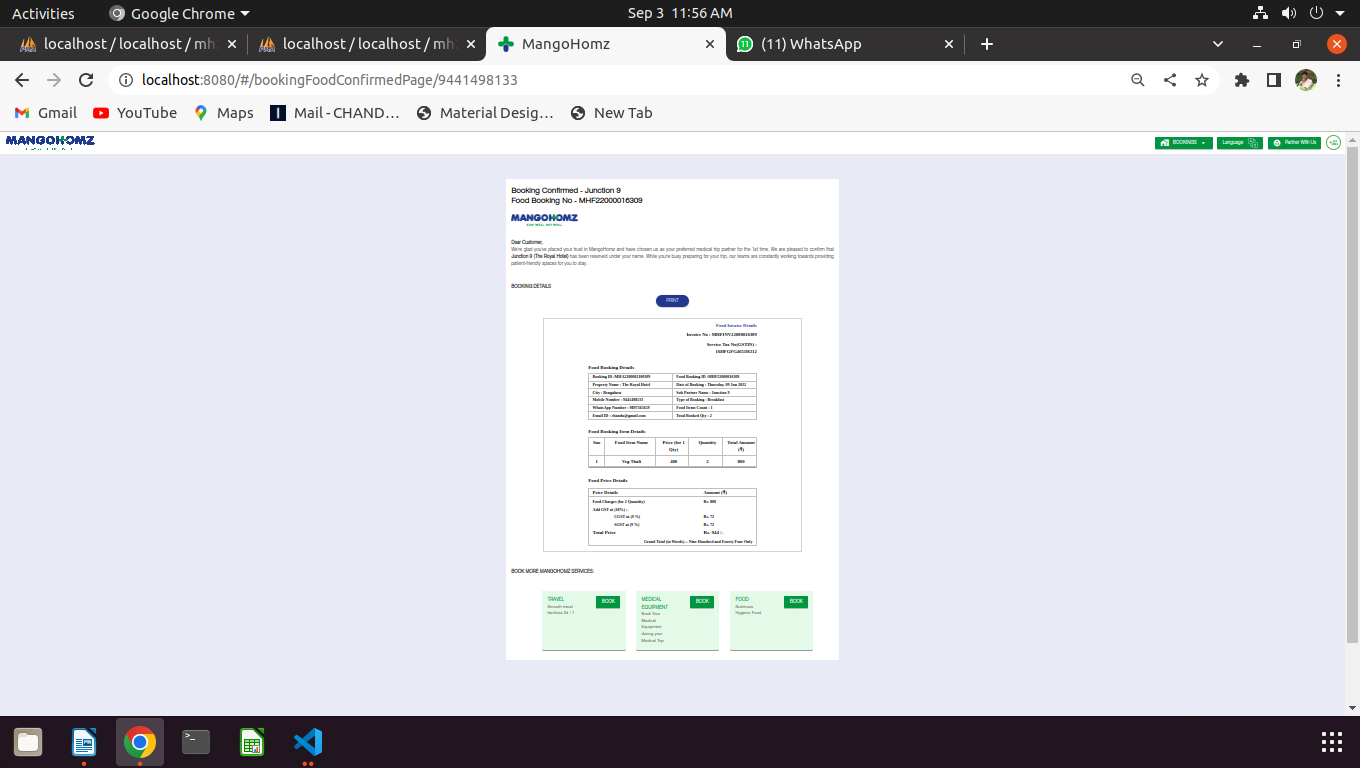 Activities
Google Chrome
Sep 3 11:56 AM
localhost / localhost / mh
localhost / localhost / mh
MangoHomz
(11) WhatsApp
localhost:8080/#/bookingFoodConfirmedPage/9441498133
Gmail
YouTube
Maps
Mail - CHAND...
Material Desig...
New Tab
MANGOHOMZ
BOOKINGS
Language
Partner With Us
Booking Confirmed - Junction 9
Food Booking No - MHF22000016309
MANGOHOMZ
STAY WELL. GET WELL.
Dear Customer,
We're glad you've placed your trust in MangoHomz and have chosen us as your preferred medical trip partner for the 1st time. We are pleased to confirm that
Junction 9 (The Royal Hotel) has been reserved under your name. While you're busy preparing for your trip, our teams are constantly working towards providing
patient-friendly spaces for you to stay.
BOOKING DETAILS
PRINT
Food Invoice Details
Invoice No : MHFINV22000016309
Service Tax No(GSTIN) :
Food Booking Details
Food Booking ID :MHF22000016309
Property Name : The Royal Hotel
Date of Booking : Thursday, 09 Jun 2022
City : Bengaluru
Sub Partner Name : Junction 9
Mobile Number : 9441498133
Type of Booking : Breakfast
WhatsApp Number :
Food Items Count : 1
Email ID : chandu@gmail.com
Total Booked Qty : 2
Food Booking Item Details
Sno
Food Item Name
Price (for 1 Qty)
Quantity
Total Amount (₹)
1
Veg Thali
400
2
800
Food Price Details
Price Details
Amount (₹)
Food Charges (for 2 Quantity)
Rs. 800
Add GST at (18%) :
CGST at (9 %)
Rs. 72
SGST at (9 %)
Rs. 72
Total Price
Rs. 944 /-
Grand Total (in Words) :- Nine Hundred and Fourty Four Only
BOOK MORE MANGOHOMZ SERVICES:
TRAVEL
BOOK
Smooth travel
facilities 24 / 7
MEDICAL
EQUIPMENT
BOOK
Book Your
Medical
Equipment
during your
Medical Trip
FOOD
BOOK
Nutritious
Hygenic Food